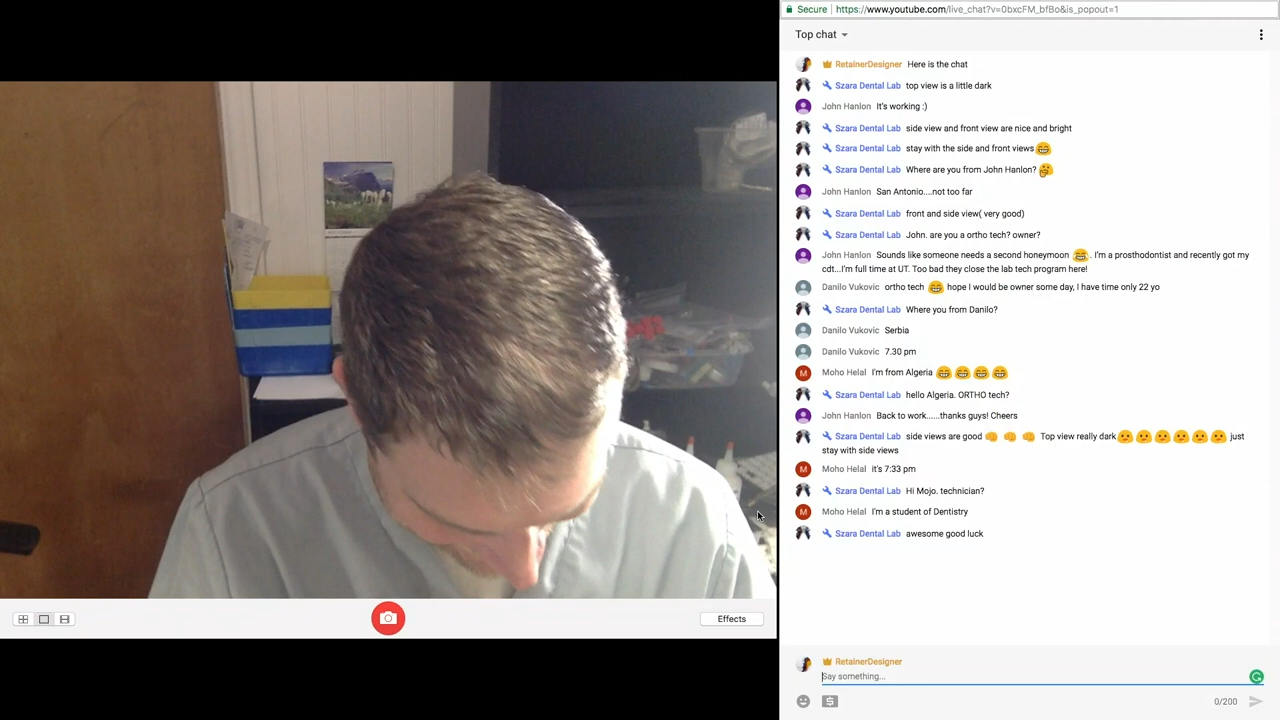 Secure https://www.youtube.com/live_chat?v=0bxcFM_bfBo&is_popout=1
Top chat
RetainerDesigner Here is the chat
Szara Dental Lab top view is a little dark
John Hanlon It's working :)
Szara Dental Lab side view and front view are nice and bright
Szara Dental Lab stay with the side and front views😂
Szara Dental Lab Where are you from John Hanlon? 🤔
John Hanlon San Antonio....not too far
Szara Dental Lab front and side view( very good)
Szara Dental Lab John. are you a ortho tech? owner?
John Hanlon Sounds like someone needs a second honeymoon 😂. I'm a prosthodontist and recently got my
cdt...I'm full time at UT. Too bad they close the lab tech program here!
Danilo Vukovic ortho tech 😂 hope I would be owner some day, I have time only 22 yo
Szara Dental Lab Where you from Danilo?
Danilo Vukovic Serbia
Danilo Vukovic 7.30 pm
M Moho Helal I'm from Algeria 😂 😂 😂 😂
Szara Dental Lab hello Algeria. ORTHO tech?
John Hanlon Back to work......thanks guys! Cheers
Szara Dental Lab side views are good 👊 👊 👊 Top view really dark😕 😕 😕 😕 😕 😕 just
stay with side views
M Moho Helal it's 7:33 pm
Szara Dental Lab Hi Mojo. technician?
M Moho Helal I'm a student of Dentistry
Szara Dental Lab awesome good luck
Effects
RetainerDesigner
Say something...
0/200